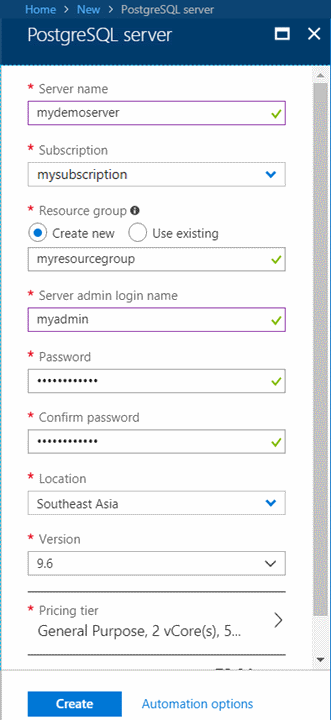 Home > New > PostgreSQL server
PostgreSQL server
* Server name
mydemoserver
* Subscription
mysubscription
* Resource group
Create new Use existing
myresourcegroup
* Server admin login name
myadmin
* Password
••••••••••••
* Confirm password
••••••••••••
* Location
Southeast Asia
* Version
9.6
* Pricing tier
General Purpose, 2 vCore(s), 5...
Create Automation options